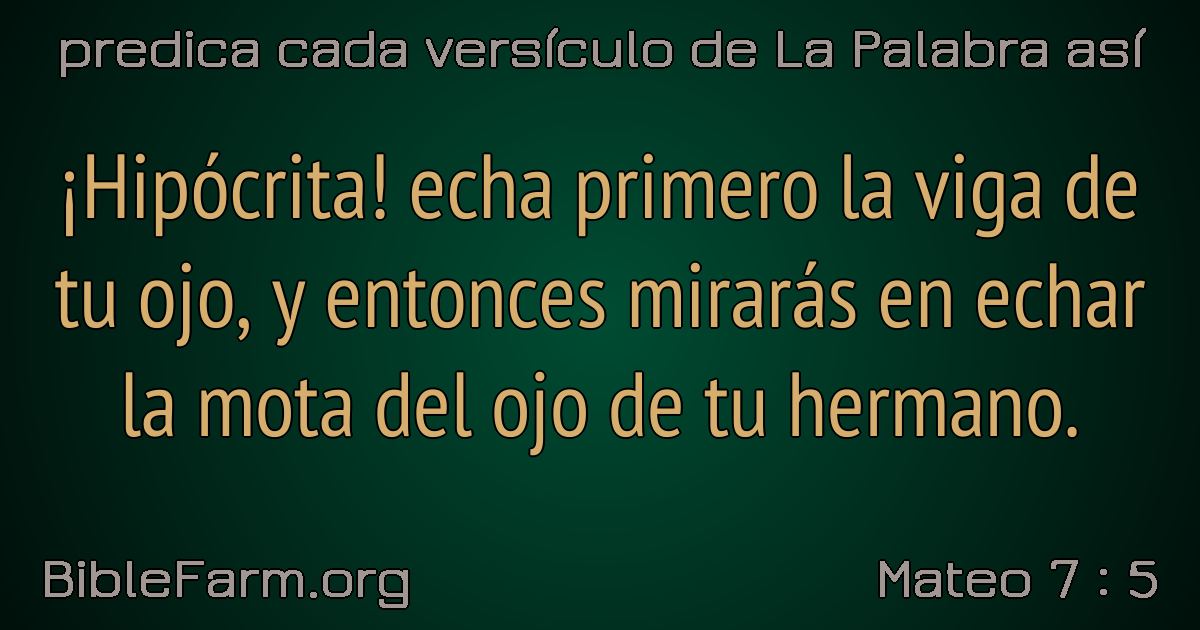 predica cada versículo de La Palabra así
¡Hipócrita! echa primero la viga de
tu ojo, y entonces mirarás en echar
la mota del ojo de tu hermano.
BibleFarm.org
Mateo 7 : 5